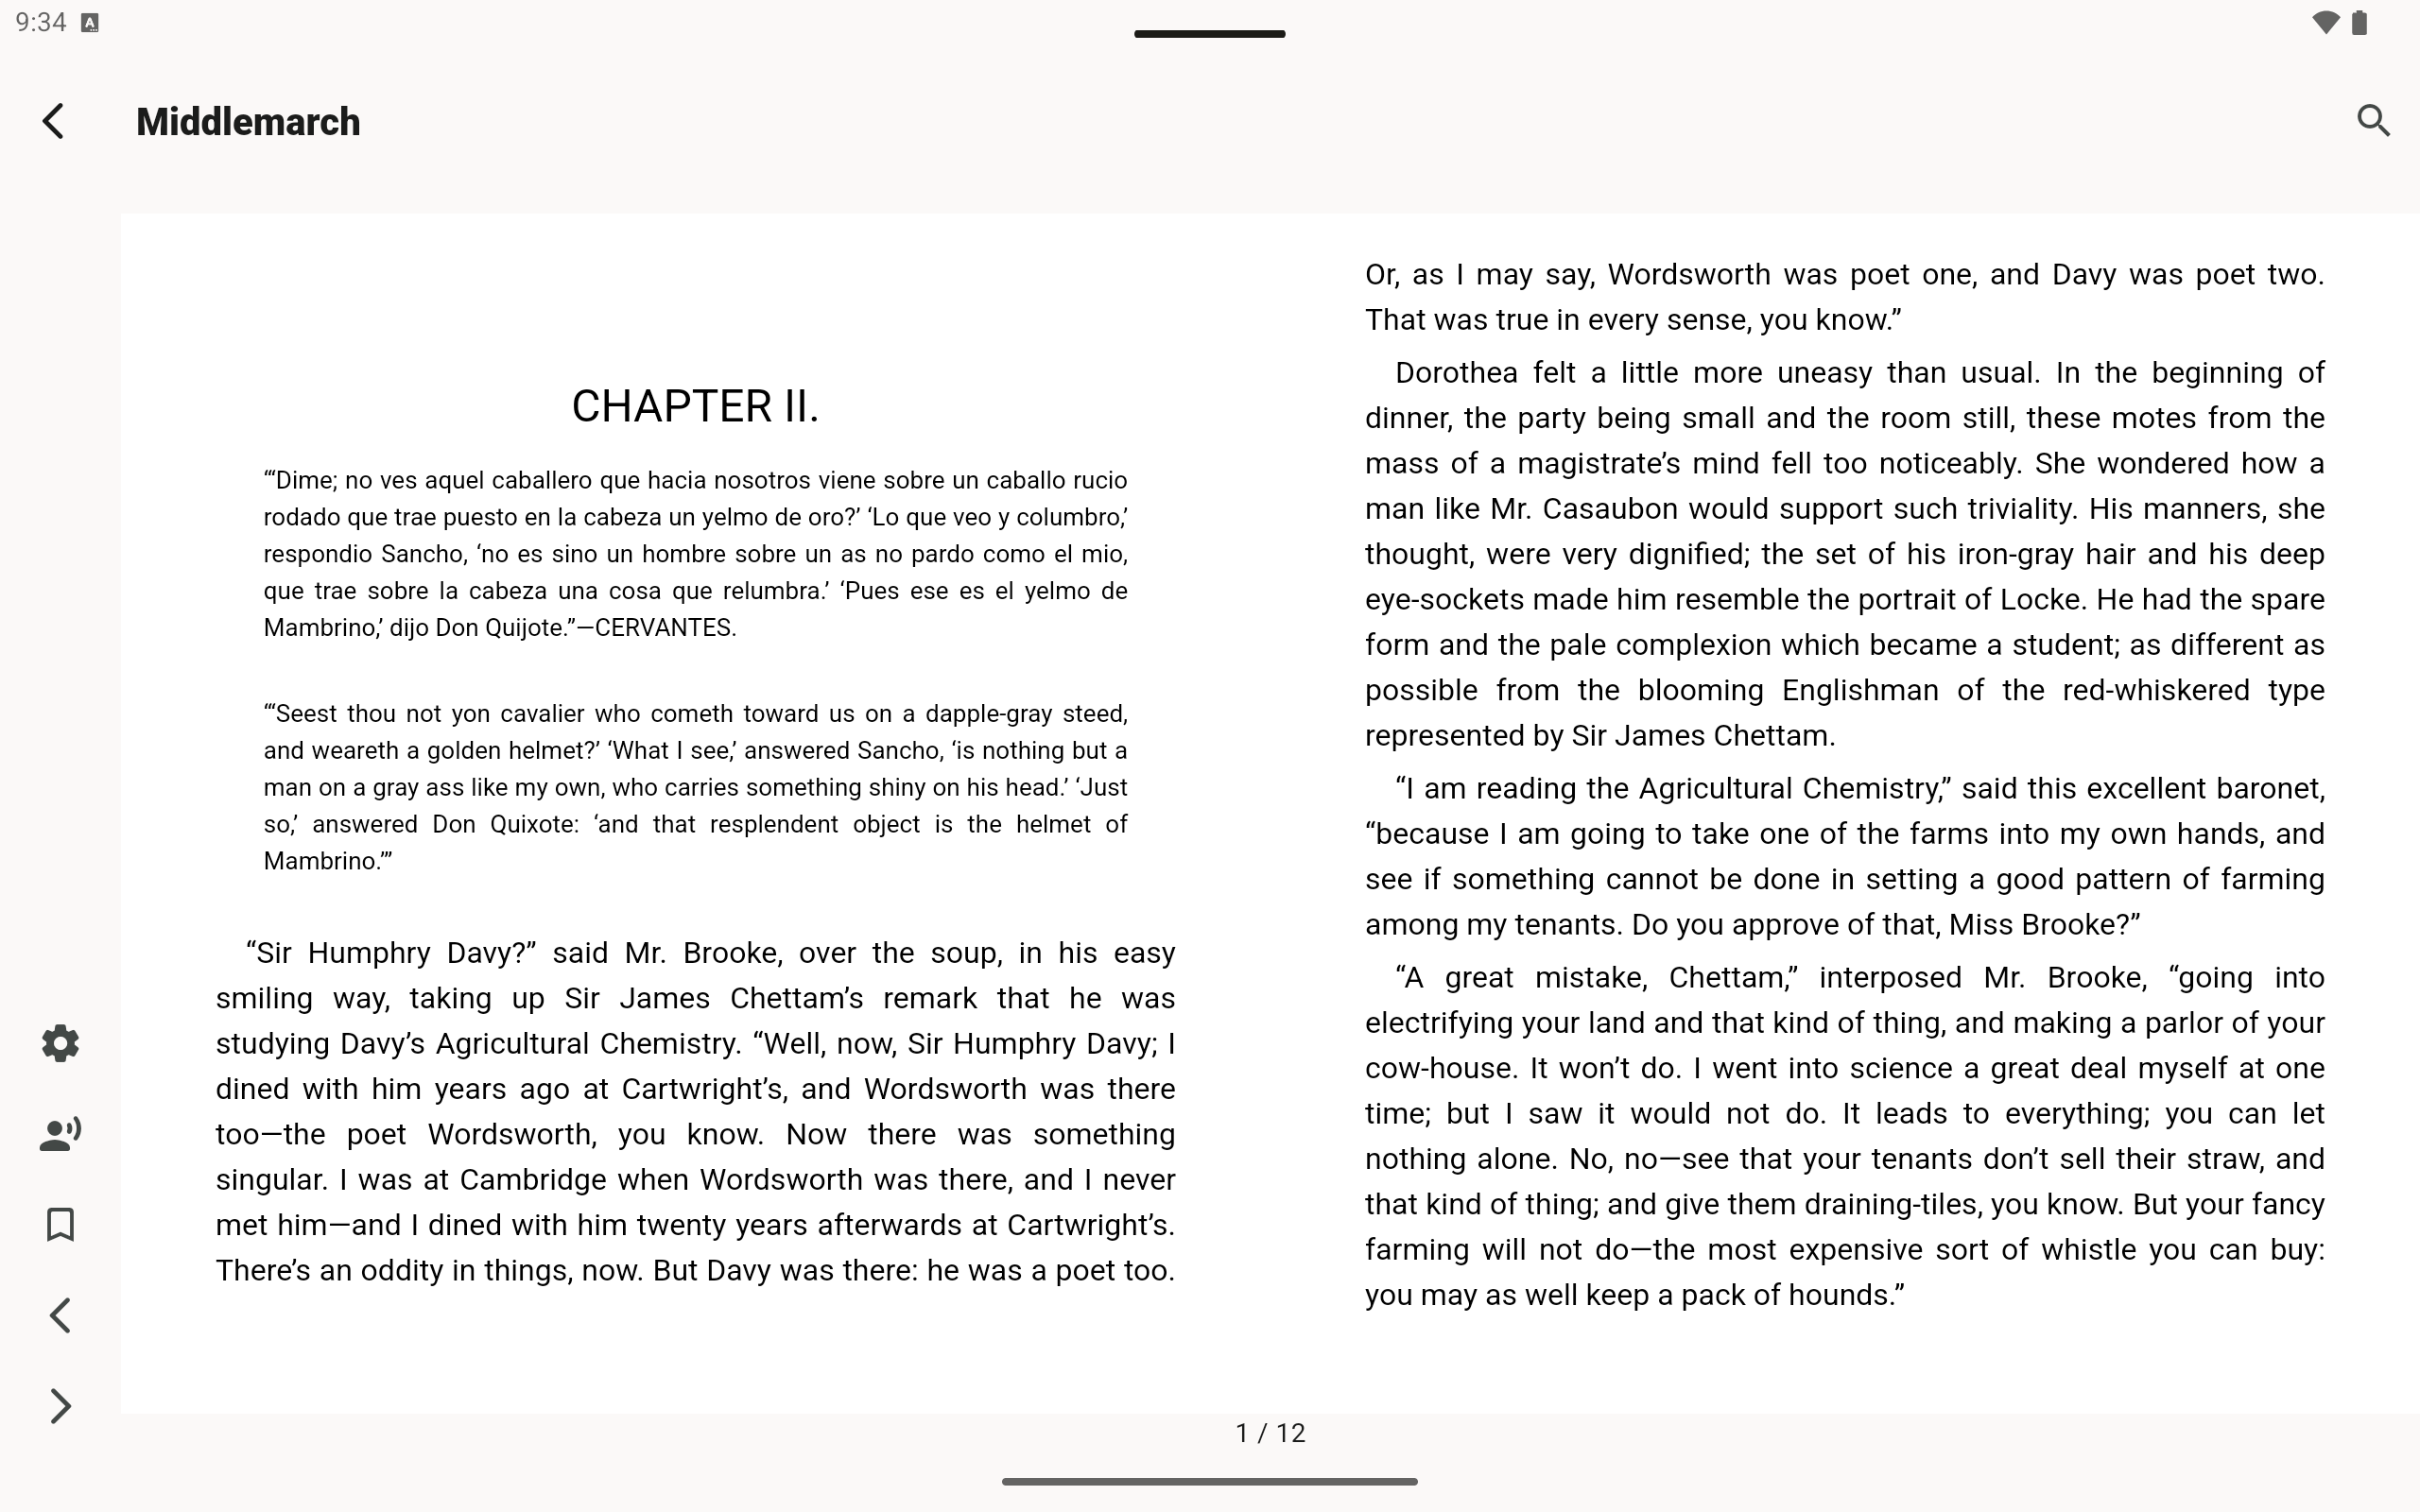 9:34
Middlemarch
CHAPTER II.
“‘Dime; no ves aquel caballero que hacia nosotros viene sobre un caballo rucio
rodado que trae puesto en la cabeza un yelmo de oro?’ ‘Lo que veo y columbro,’
respondio Sancho, ‘no es sino un hombre sobre un as no pardo como el mio,
que trae sobre la cabeza una cosa que relumbra.’ ‘Pues ese es el yelmo de
Mambrino,’ dijo Don Quijote.”—CERVANTES.
“‘Seest thou not yon cavalier who cometh toward us on a dapple-gray steed,
and weareth a golden helmet?’ ‘What I see,’ answered Sancho, ‘is nothing but a
man on a gray ass like my own, who carries something shiny on his head.’ ‘Just
so,’ answered Don Quixote: ‘and that resplendent object is the helmet of
Mambrino.’”
“Sir Humphry Davy?” said Mr. Brooke, over the soup, in his easy
smiling way, taking up Sir James Chettam’s remark that he was
studying Davy’s Agricultural Chemistry. “Well, now, Sir Humphry Davy; I
dined with him years ago at Cartwright’s, and Wordsworth was there
too—the poet Wordsworth, you know. Now there was something
singular. I was at Cambridge when Wordsworth was there, and I never
met him—and I dined with him twenty years afterwards at Cartwright’s.
There’s an oddity in things, now. But Davy was there: he was a poet too.
Or, as I may say, Wordsworth was poet one, and Davy was poet two.
That was true in every sense, you know.”
Dorothea felt a little more uneasy than usual. In the beginning of
dinner, the party being small and the room still, these motes from the
mass of a magistrate’s mind fell too noticeably. She wondered how a
man like Mr. Casaubon would support such triviality. His manners, she
thought, were very dignified; the set of his iron-gray hair and his deep
eye-sockets made him resemble the portrait of Locke. He had the spare
form and the pale complexion which became a student; as different as
possible from the blooming Englishman of the red-whiskered type
represented by Sir James Chettam.
“I am reading the Agricultural Chemistry,” said this excellent baronet,
“because I am going to take one of the farms into my own hands, and
see if something cannot be done in setting a good pattern of farming
among my tenants. Do you approve of that, Miss Brooke?”
“A great mistake, Chettam,” interposed Mr. Brooke, “going into
electrifying your land and that kind of thing, and making a parlor of your
cow-house. It won’t do. I went into science a great deal myself at one
time; but I saw it would not do. It leads to everything; you can let
nothing alone. No, no—see that your tenants don’t sell their straw, and
that kind of thing; and give them draining-tiles, you know. But your fancy
farming will not do—the most expensive sort of whistle you can buy:
you may as well keep a pack of hounds.”
1 / 12